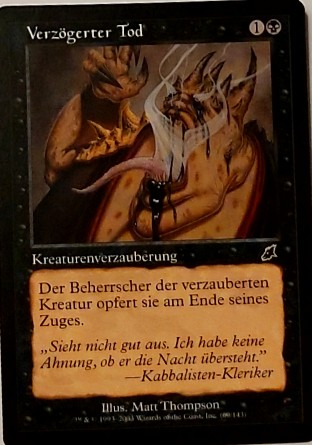 Verzögerter Tod 1
Kreaturenverzauberung
Der Beherrscher der verzauberten
Kreatur opfert sie am Ende seines
Zuges.
„Sieht nicht gut aus. Ich habe keine
Ahnung, ob er die Nacht übersteht.”
—Kabbalisten-Kleriker
Illus. Matt Thompson